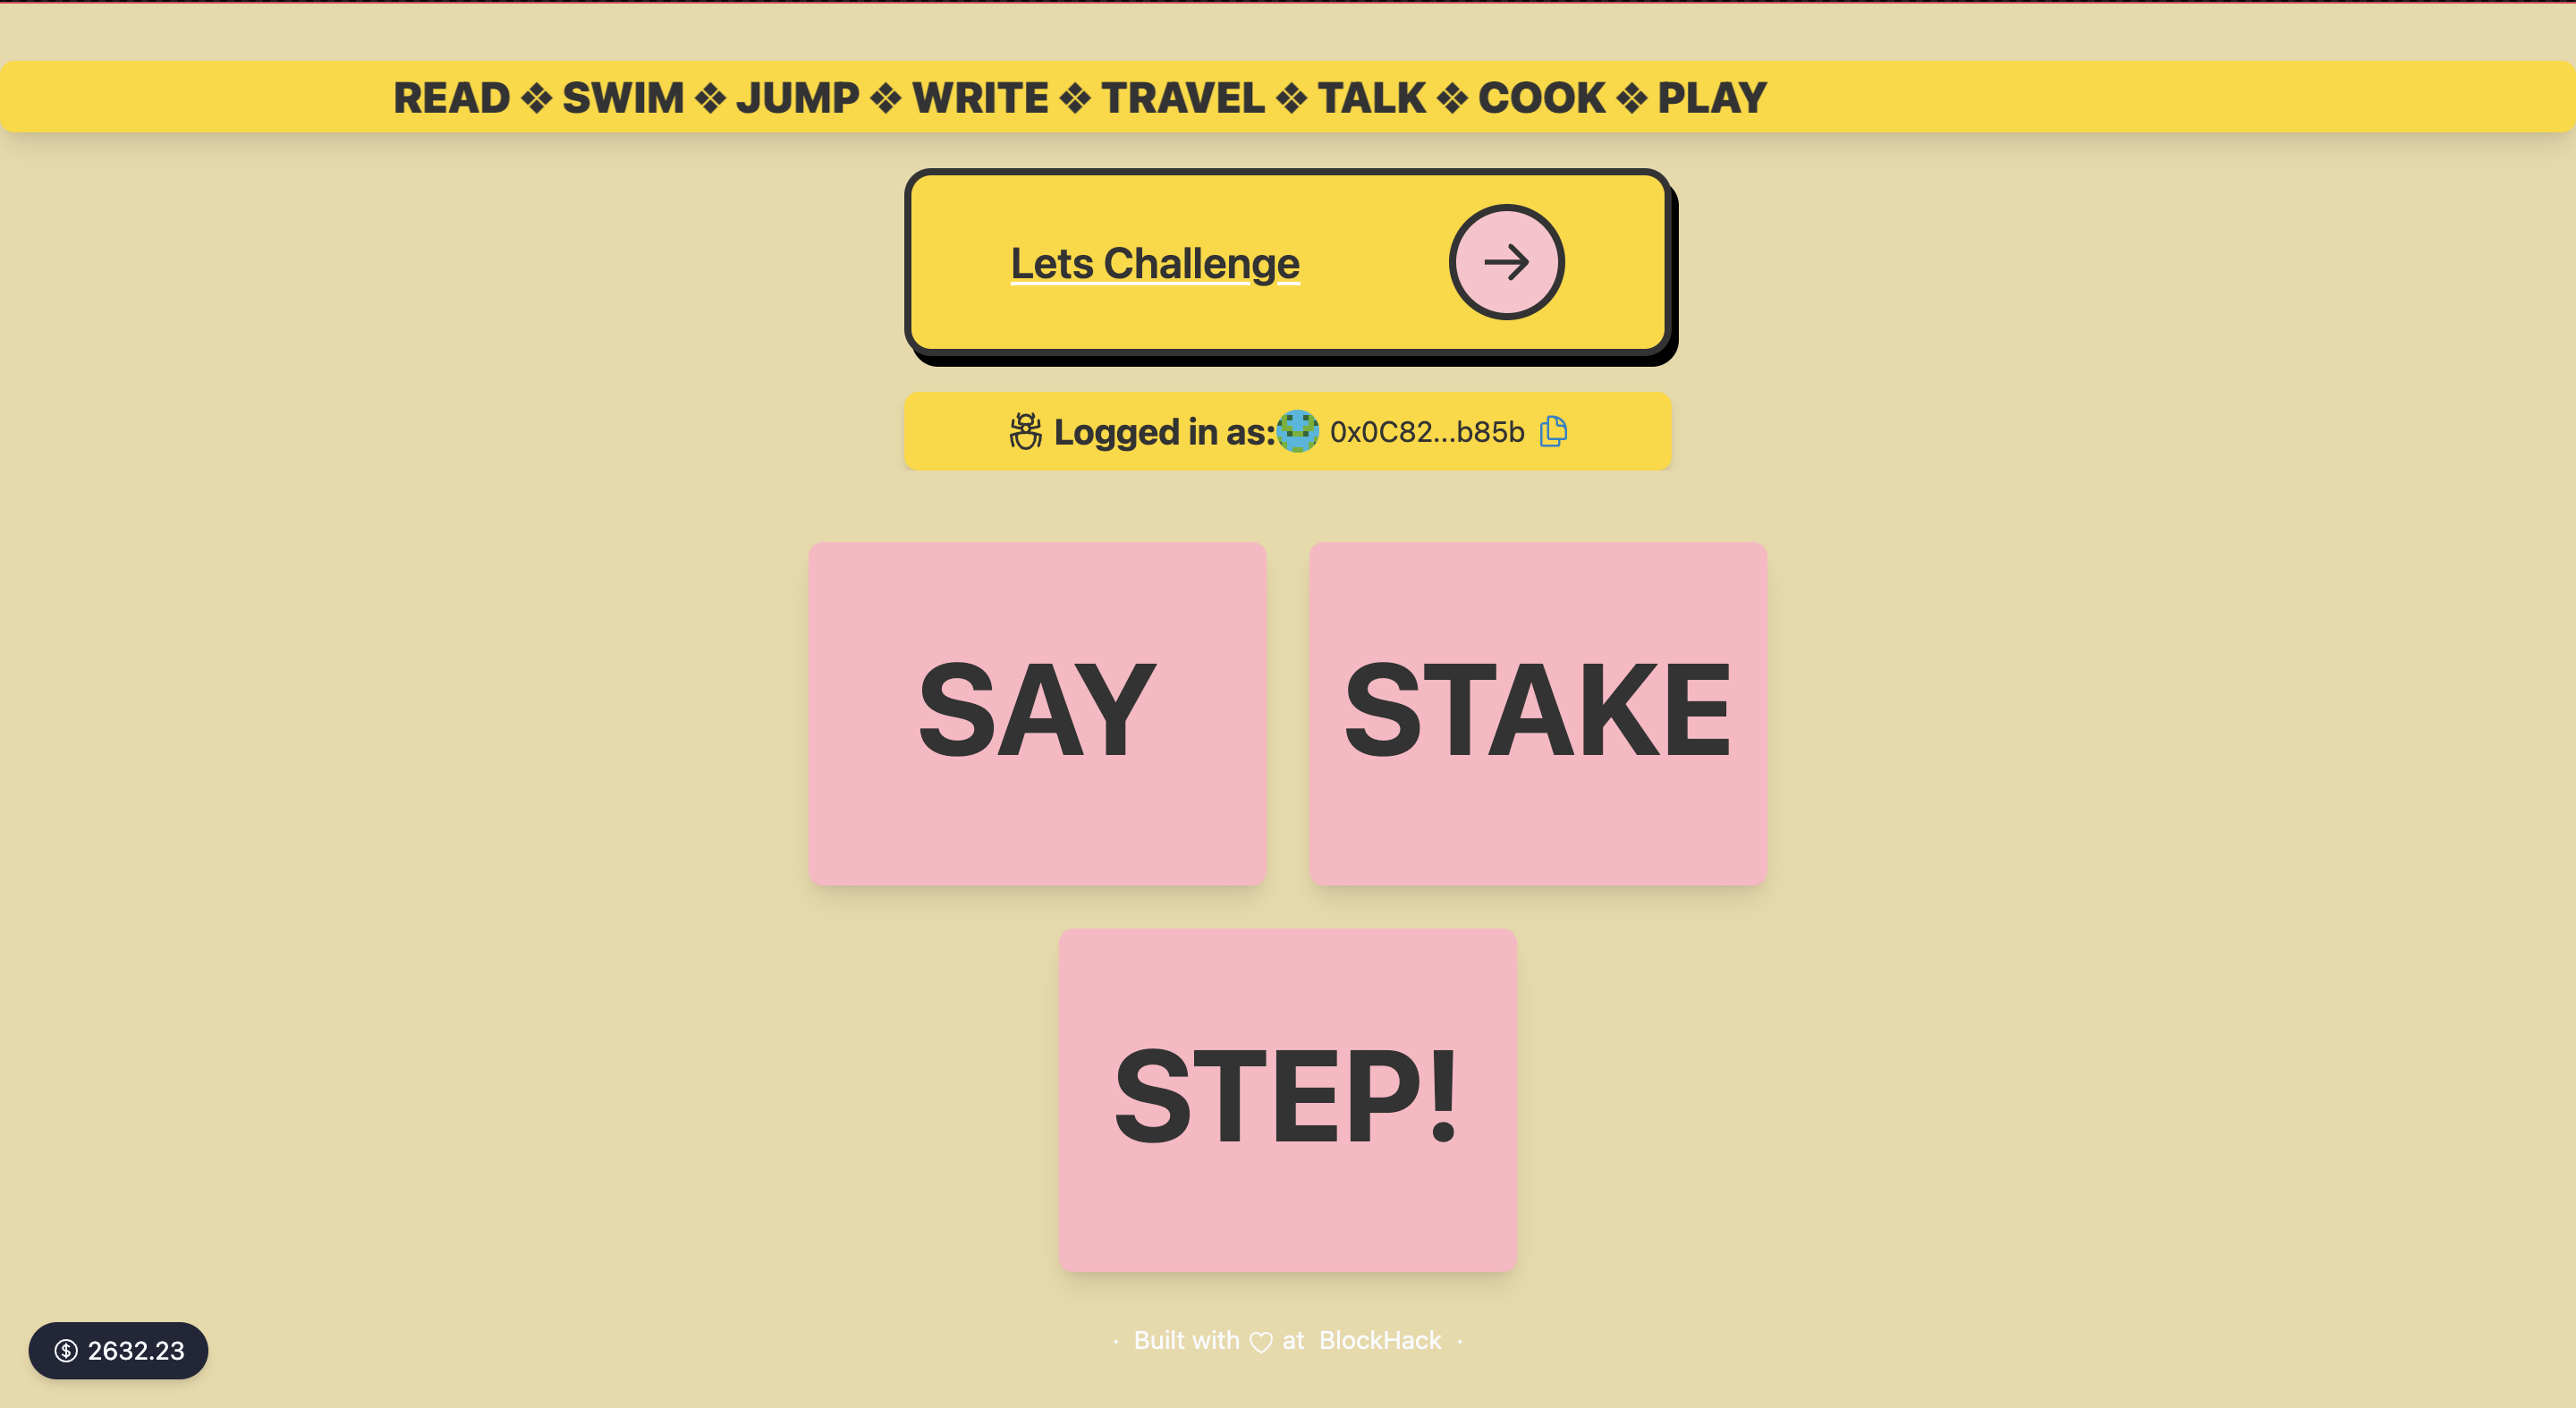 READ ❖ SWIM ❖ JUMP ❖ WRITE ❖ TRAVEL ❖ TALK ❖ COOK ❖ PLAY
Lets Challenge
Logged in as: 0x0C82...b85b
SAY
STAKE
STEP!
· Built with ♡ at BlockHack ·
2632.23